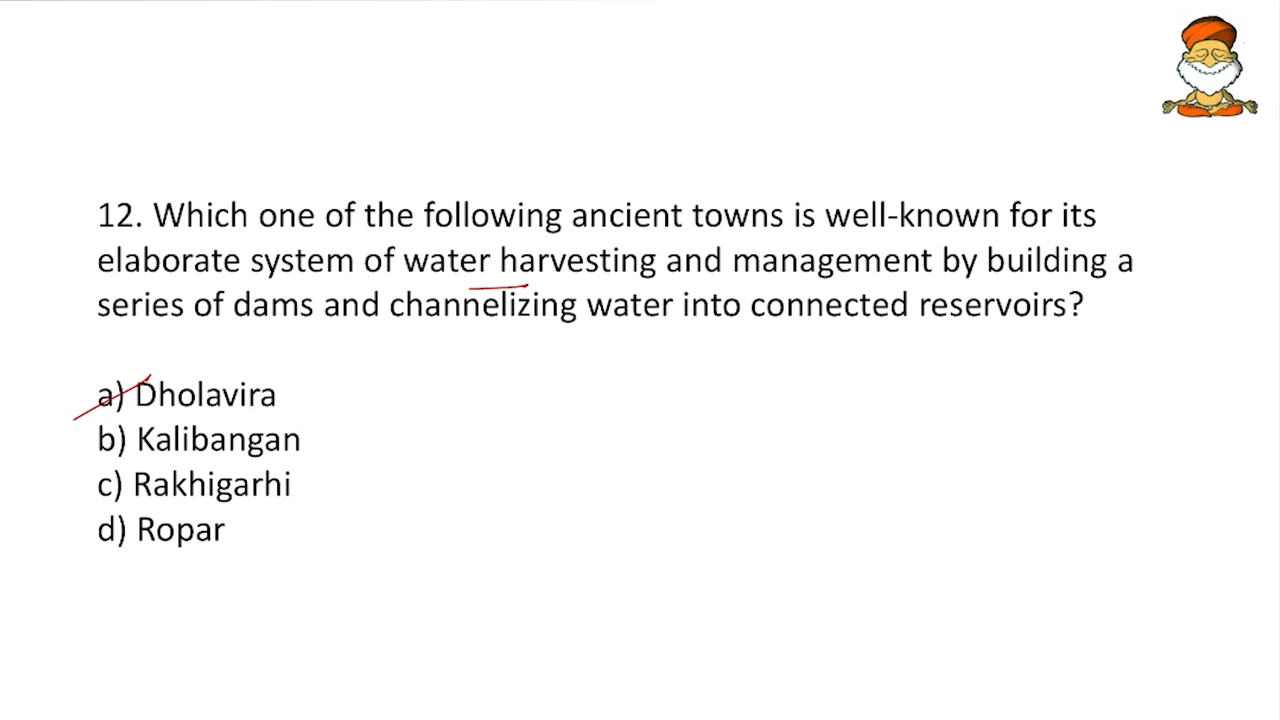 12. Which one of the following ancient towns is well-known for its
elaborate system of water harvesting and management by building a
series of dams and channelizing water into connected reservoirs?
a) Dholavira
b) Kalibangan
c) Rakhigarhi
d) Ropar